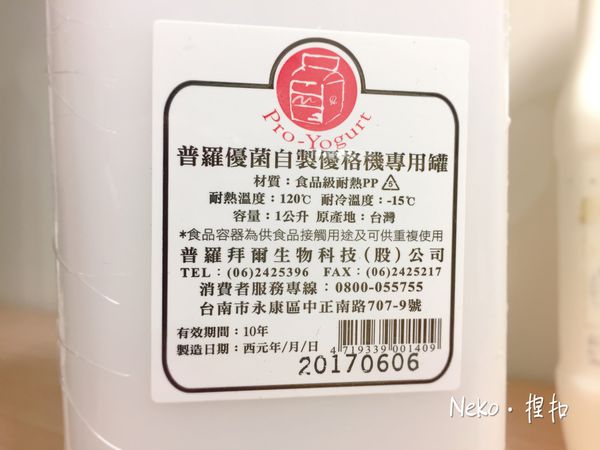 Pro-Yogurt
普羅優菌自製優格機專用罐
材質：食品級耐熱PP 5
耐熱溫度：120℃ 耐冷溫度：-15℃
容量：1公升 原產地：台灣
*食品容器為供食品接觸用途及可供重複使用
普羅拜爾生物科技(股)公司
TEL：(06)2425396 FAX：(06)2425217
消費者服務專線：0800-055755
台南市永康區中正南路707-9號
有效期間：10年
製造日期：西元年/月/日
4719339001409
20170606
Neko·捏扣